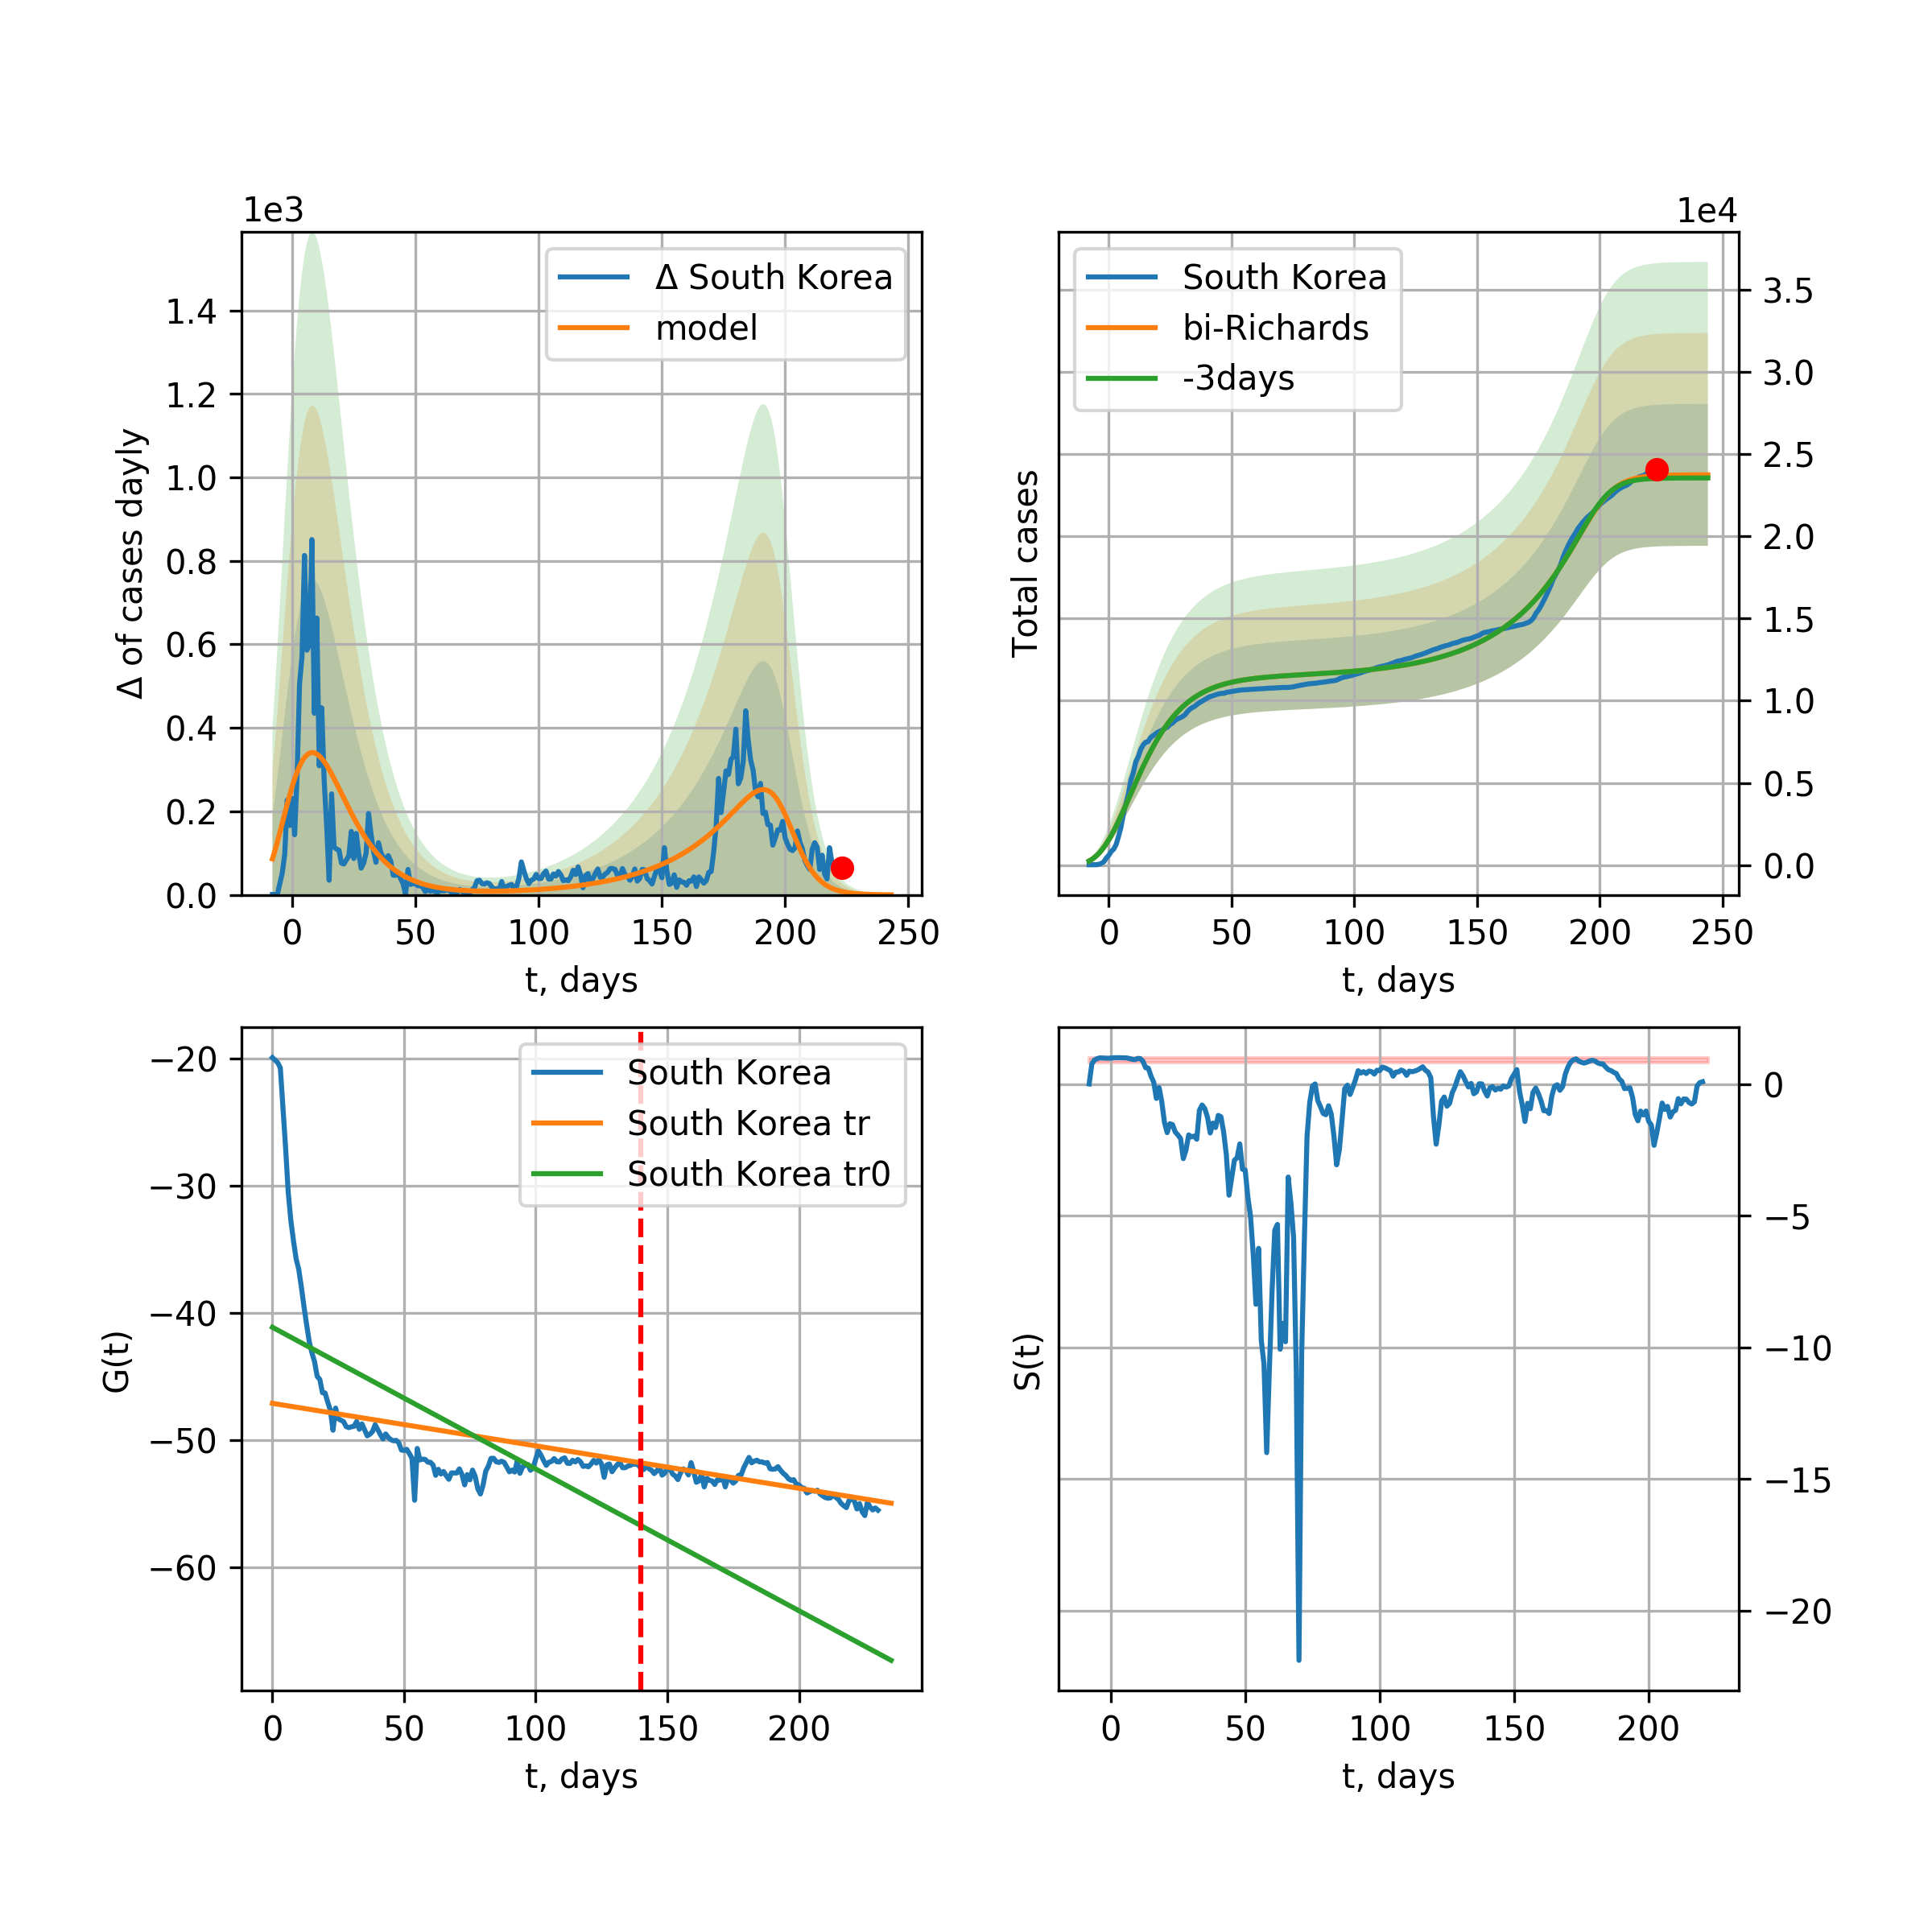 1e3
Δ of cases dayly
1.4
1.2
1.0
0.8
0.6
0.4
0.2
0.0
Δ South Korea
model
0 50 100 150 200 250
t, days
1e4
Total cases
South Korea
bi-Richards
-3days
3.5
3.0
2.5
2.0
1.5
1.0
0.5
0.0
0 50 100 150 200 250
t, days
G(t)
−20
−30
−40
−50
−60
South Korea
South Korea tr
South Korea tr0
0 50 100 150 200
t, days
S(t)
0
−5
−10
−15
−20
0 50 100 150 200
t, days